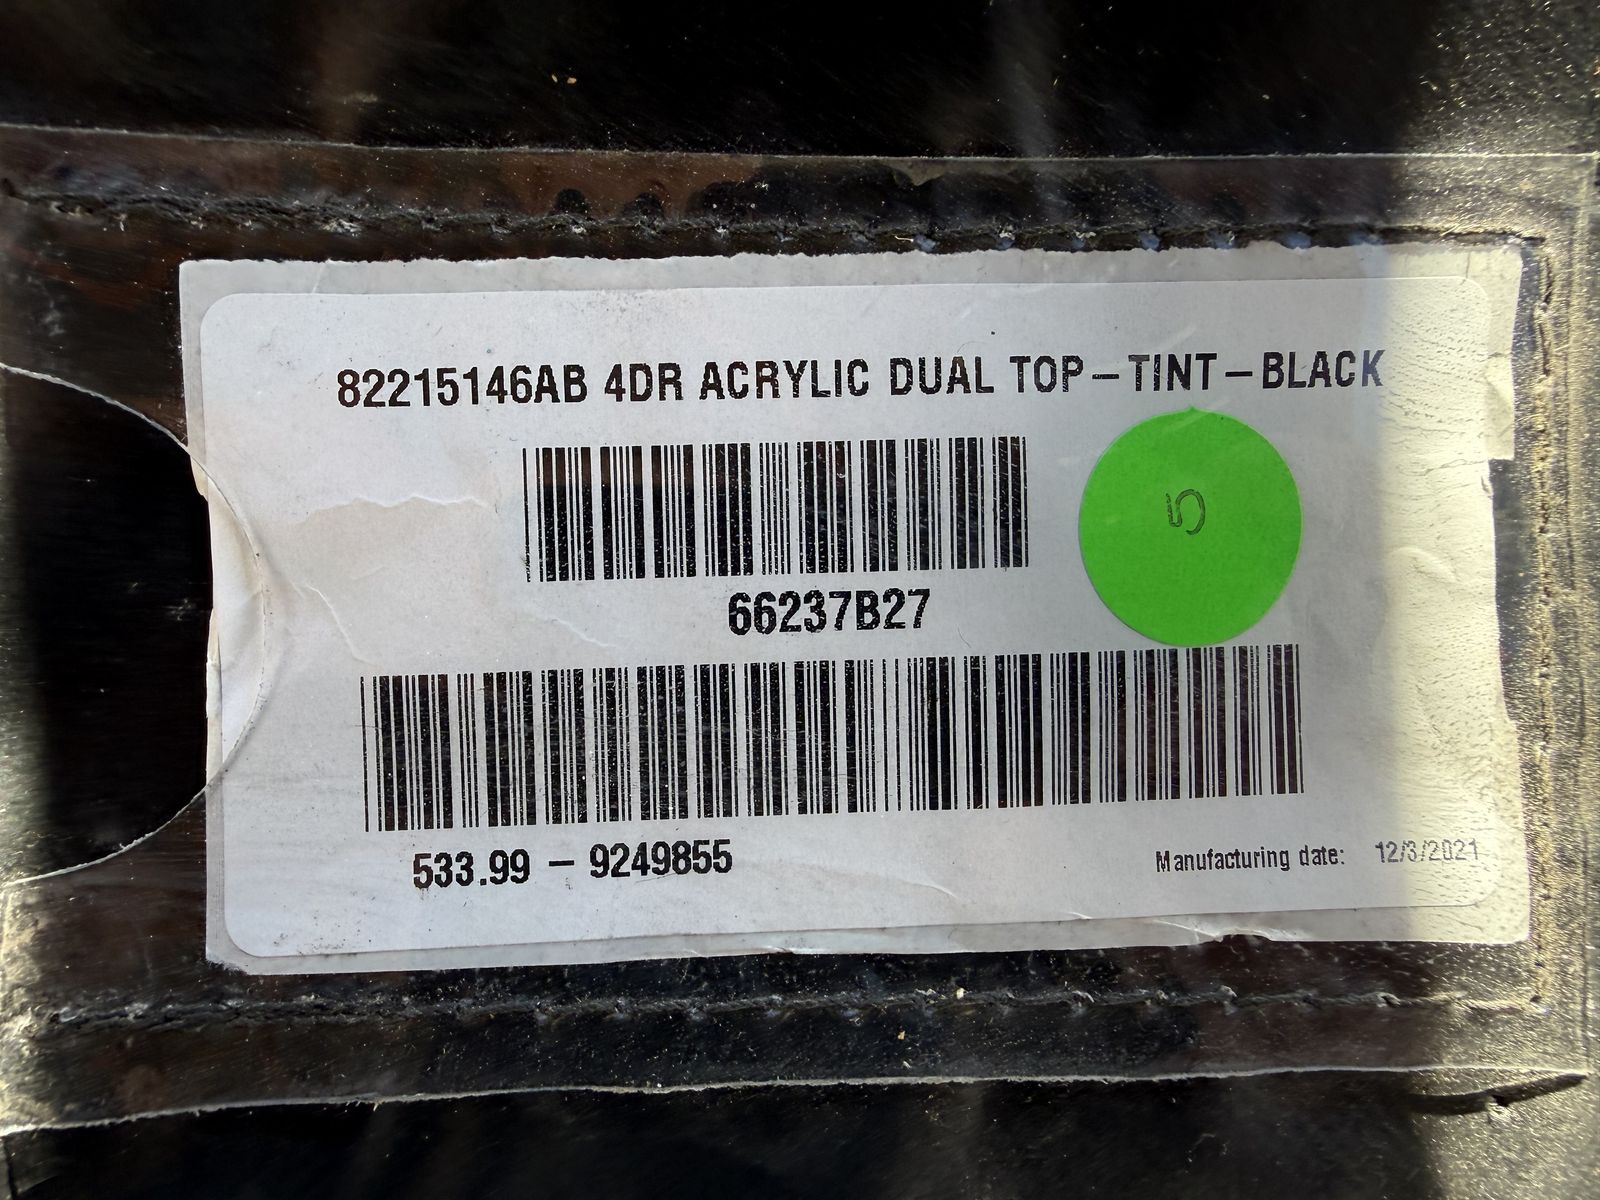 82215146AB 4DR ACRYLIC DUAL TOP-TINT-BLACK
5
66237B27
533.99 - 9249855
Manufacturing date: 12/3/2021